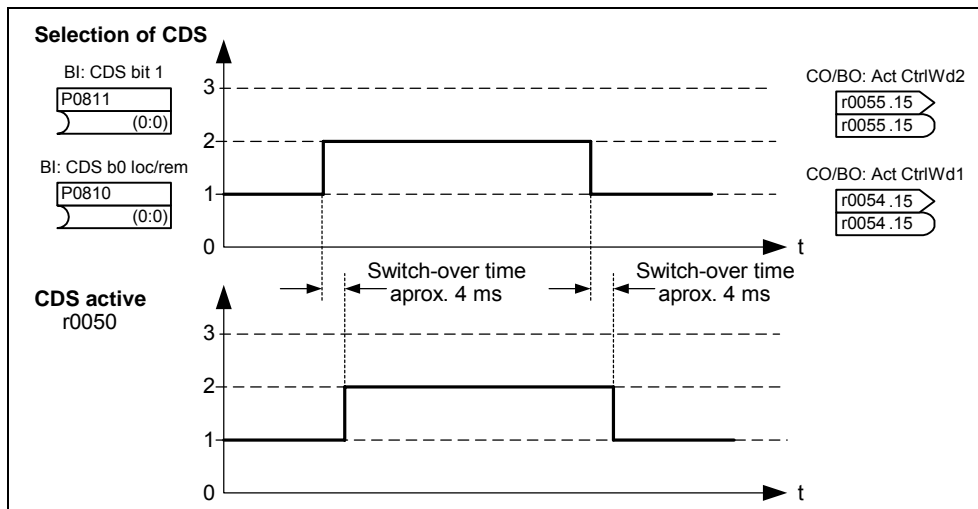 Selection of CDS
BI: CDS bit 1
P0811
(0:0)
BI: CDS b0 loc/rem
P0810
(0:0)
3
2
1
0
t
CO/BO: Act CtrlWd2
r0055 .15
r0055 .15
CO/BO: Act CtrlWd1
r0054 .15
r0054 .15
Switch-over time
aprox. 4 ms
Switch-over time
aprox. 4 ms
CDS active
r0050
3
2
1
0
t